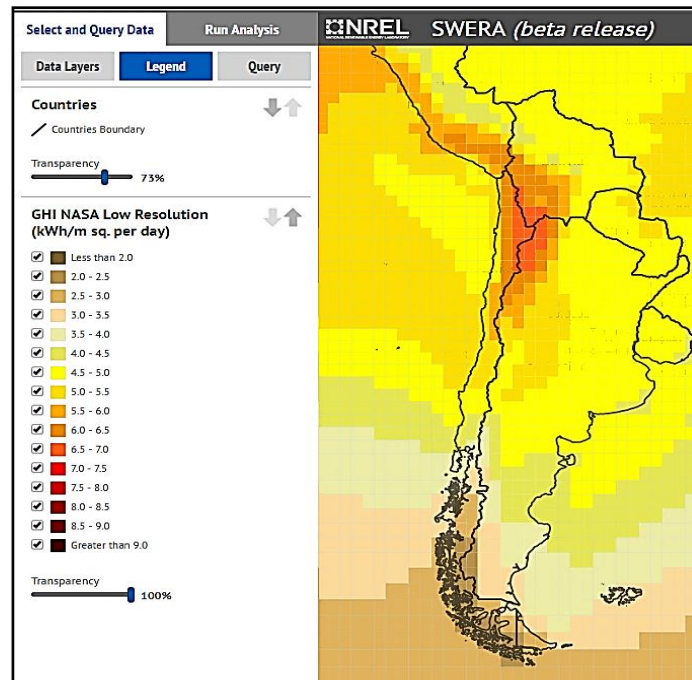 Select and Query Data
Run Analysis
NREL
NATIONAL RENEWABLE ENERGY LABORATORY
SWERA (beta release)
Data Layers
Legend
Query
Countries
Countries Boundary
Transparency
73%
GHI NASA Low Resolution
(kWh/m sq. per day)
Less than 2.0
2.0 - 2.5
2.5 - 3.0
3.0 - 3.5
3.5 - 4.0
4.0 - 4.5
4.5 - 5.0
5.0 - 5.5
5.5 - 6.0
6.0 - 6.5
6.5 - 7.0
7.0 - 7.5
7.5 - 8.0
8.0 - 8.5
8.5 - 9.0
Greater than 9.0
Transparency
100%